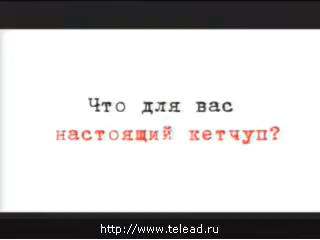 Что для вас
настоящий кетчуп?
http://www.telead.ru